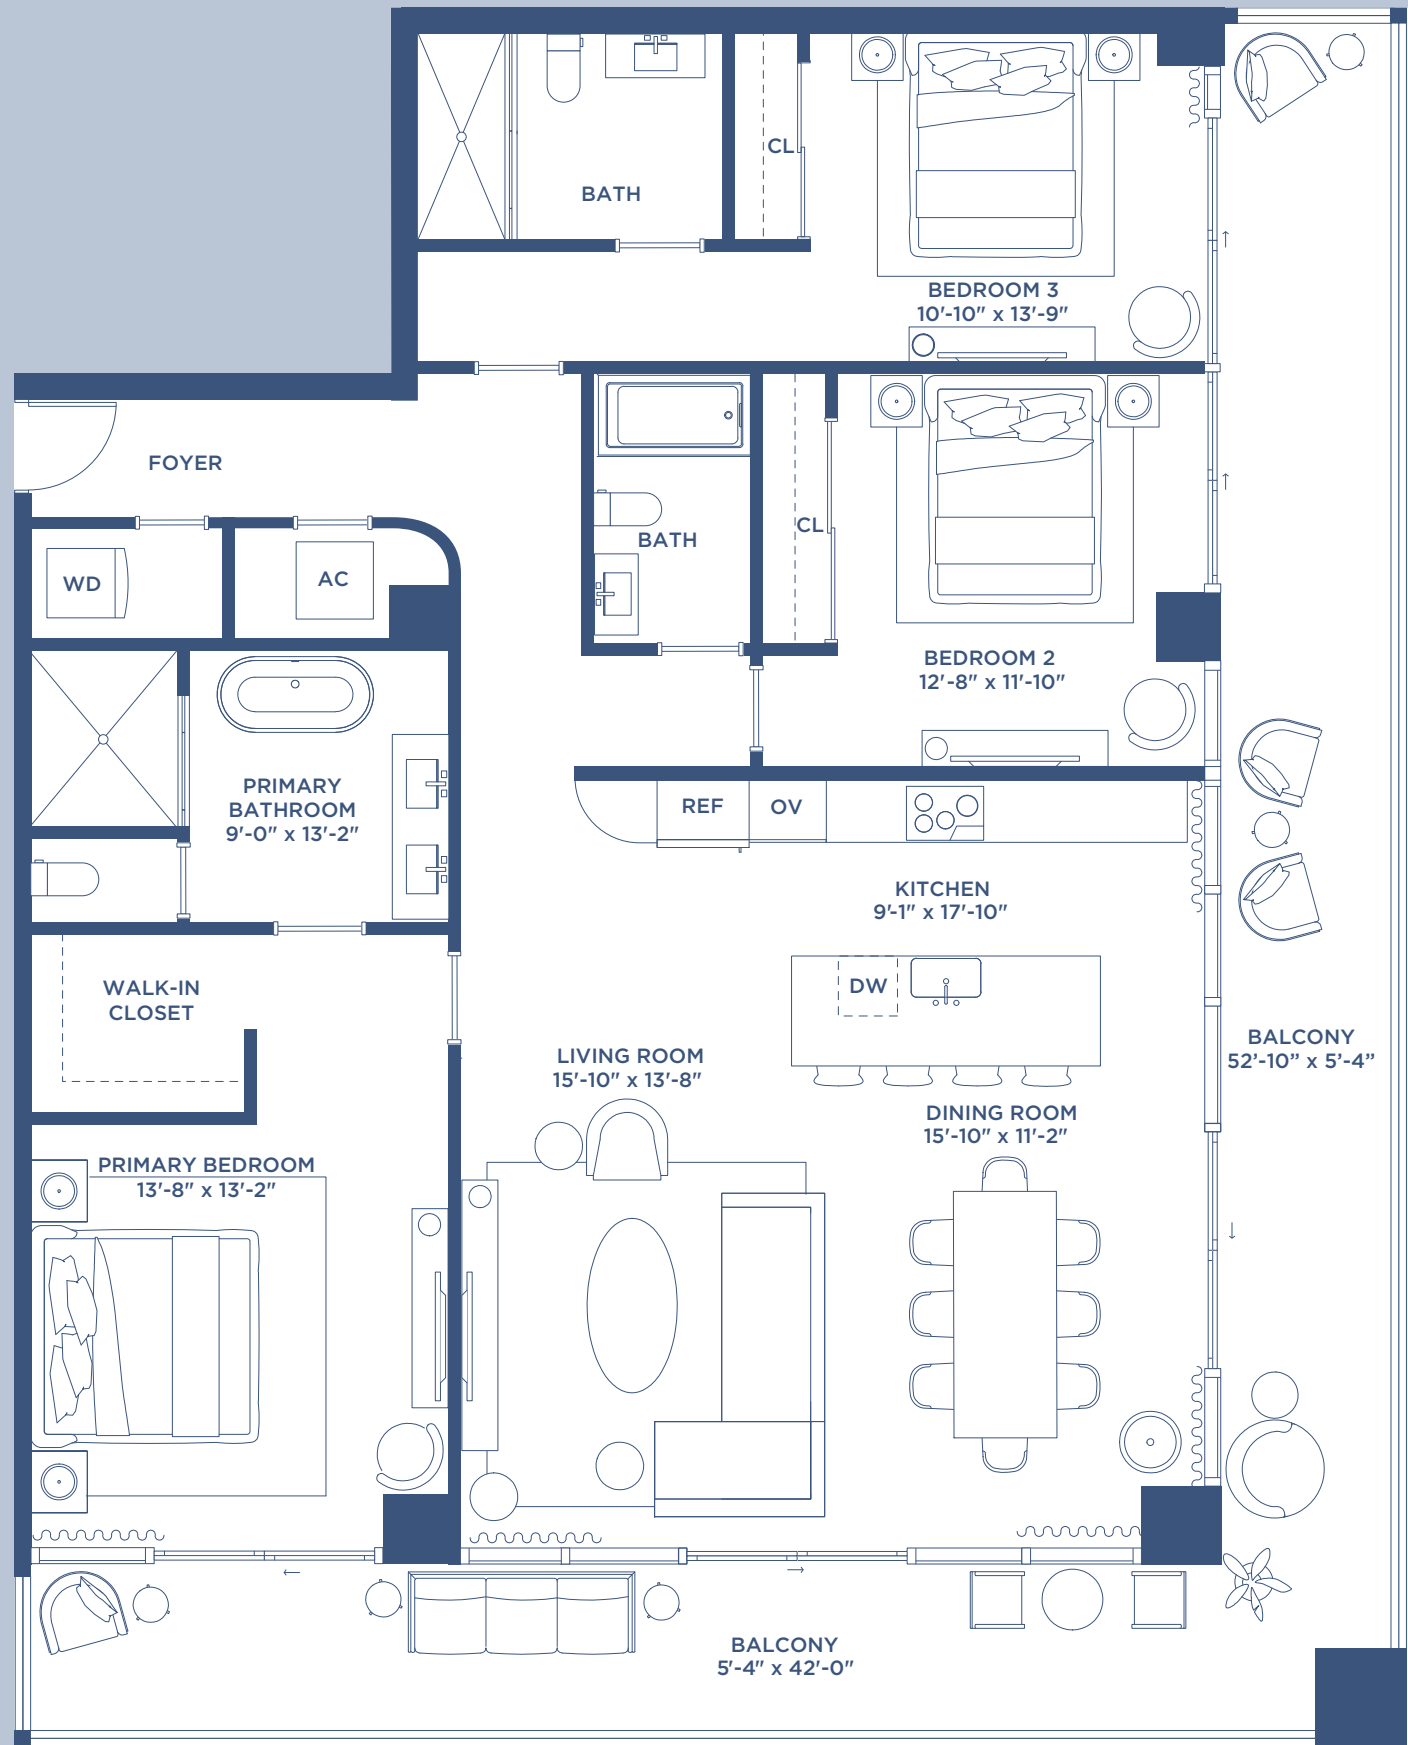 BATH
CL
BEDROOM 3
10'-10" x 13'-9"
FOYER
BATH
CL
WD
AC
BEDROOM 2
12'-8" x 11'-10"
PRIMARY
BATHROOM
9'-0" x 13'-2"
REF
OV
KITCHEN
9'-1" x 17'-10"
WALK-IN
CLOSET
DW
BALCONY
52’-10” x 5’-4”
LIVING ROOM
15'-10" x 13'-8"
DINING ROOM
15'-10" x 11'-2"
PRIMARY BEDROOM
13'-8" x 13'-2"
BALCONY
5'-4" x 42'-0"